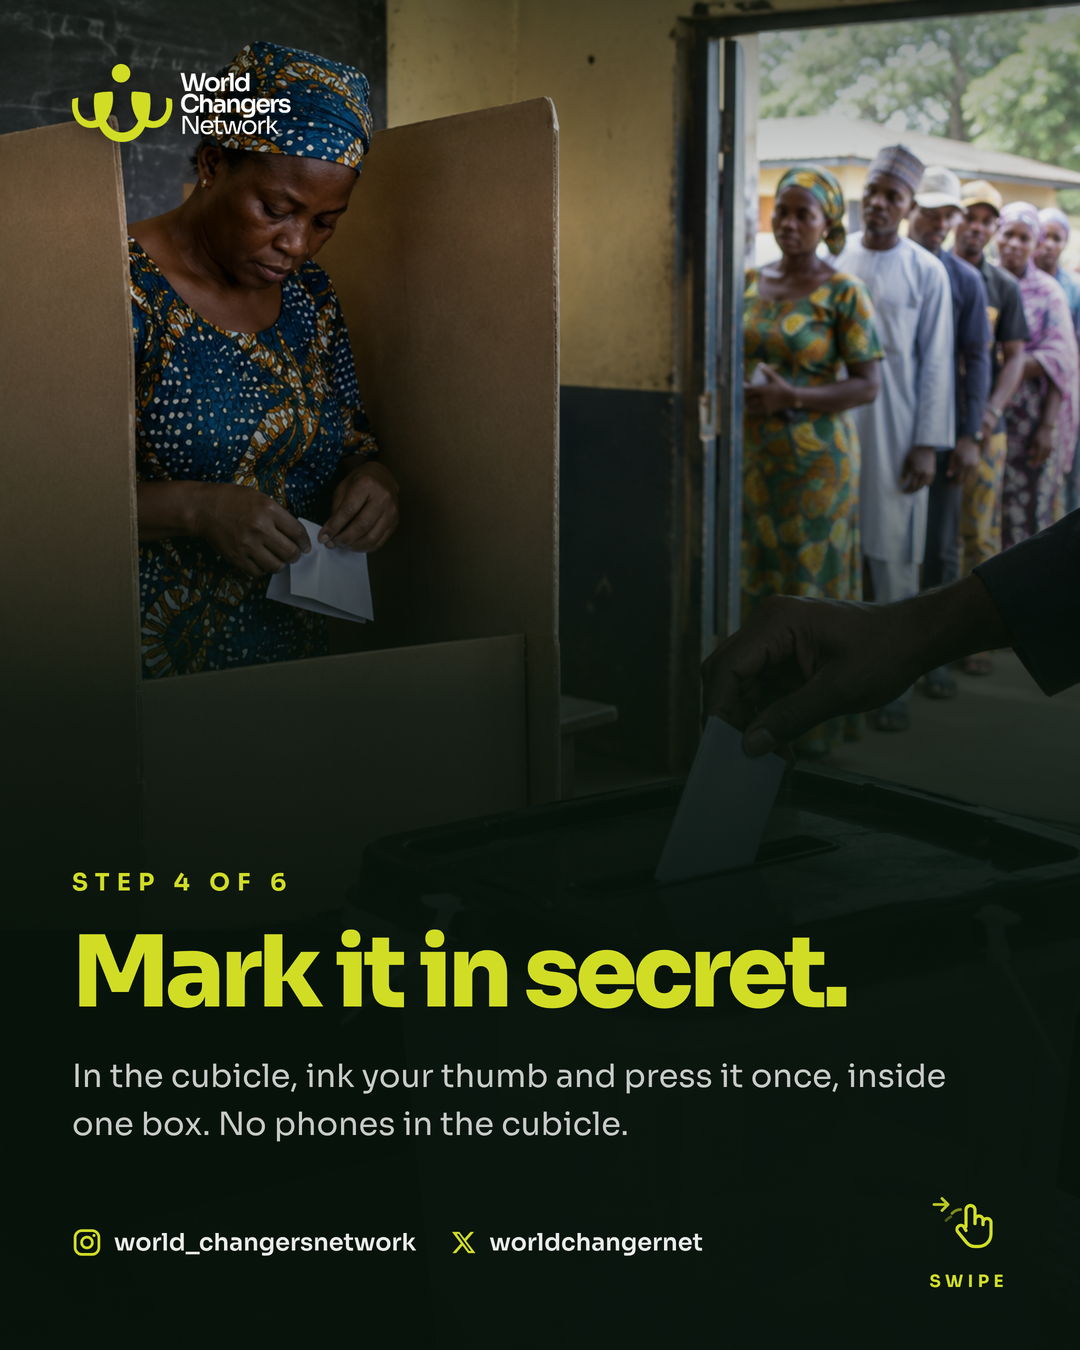 World
Changers
Network
STEP 4 OF 6
Mark it in secret.
In the cubicle, ink your thumb and press it once, inside
one box. No phones in the cubicle.
world_changersnetwork
worldchangernet
SWIPE